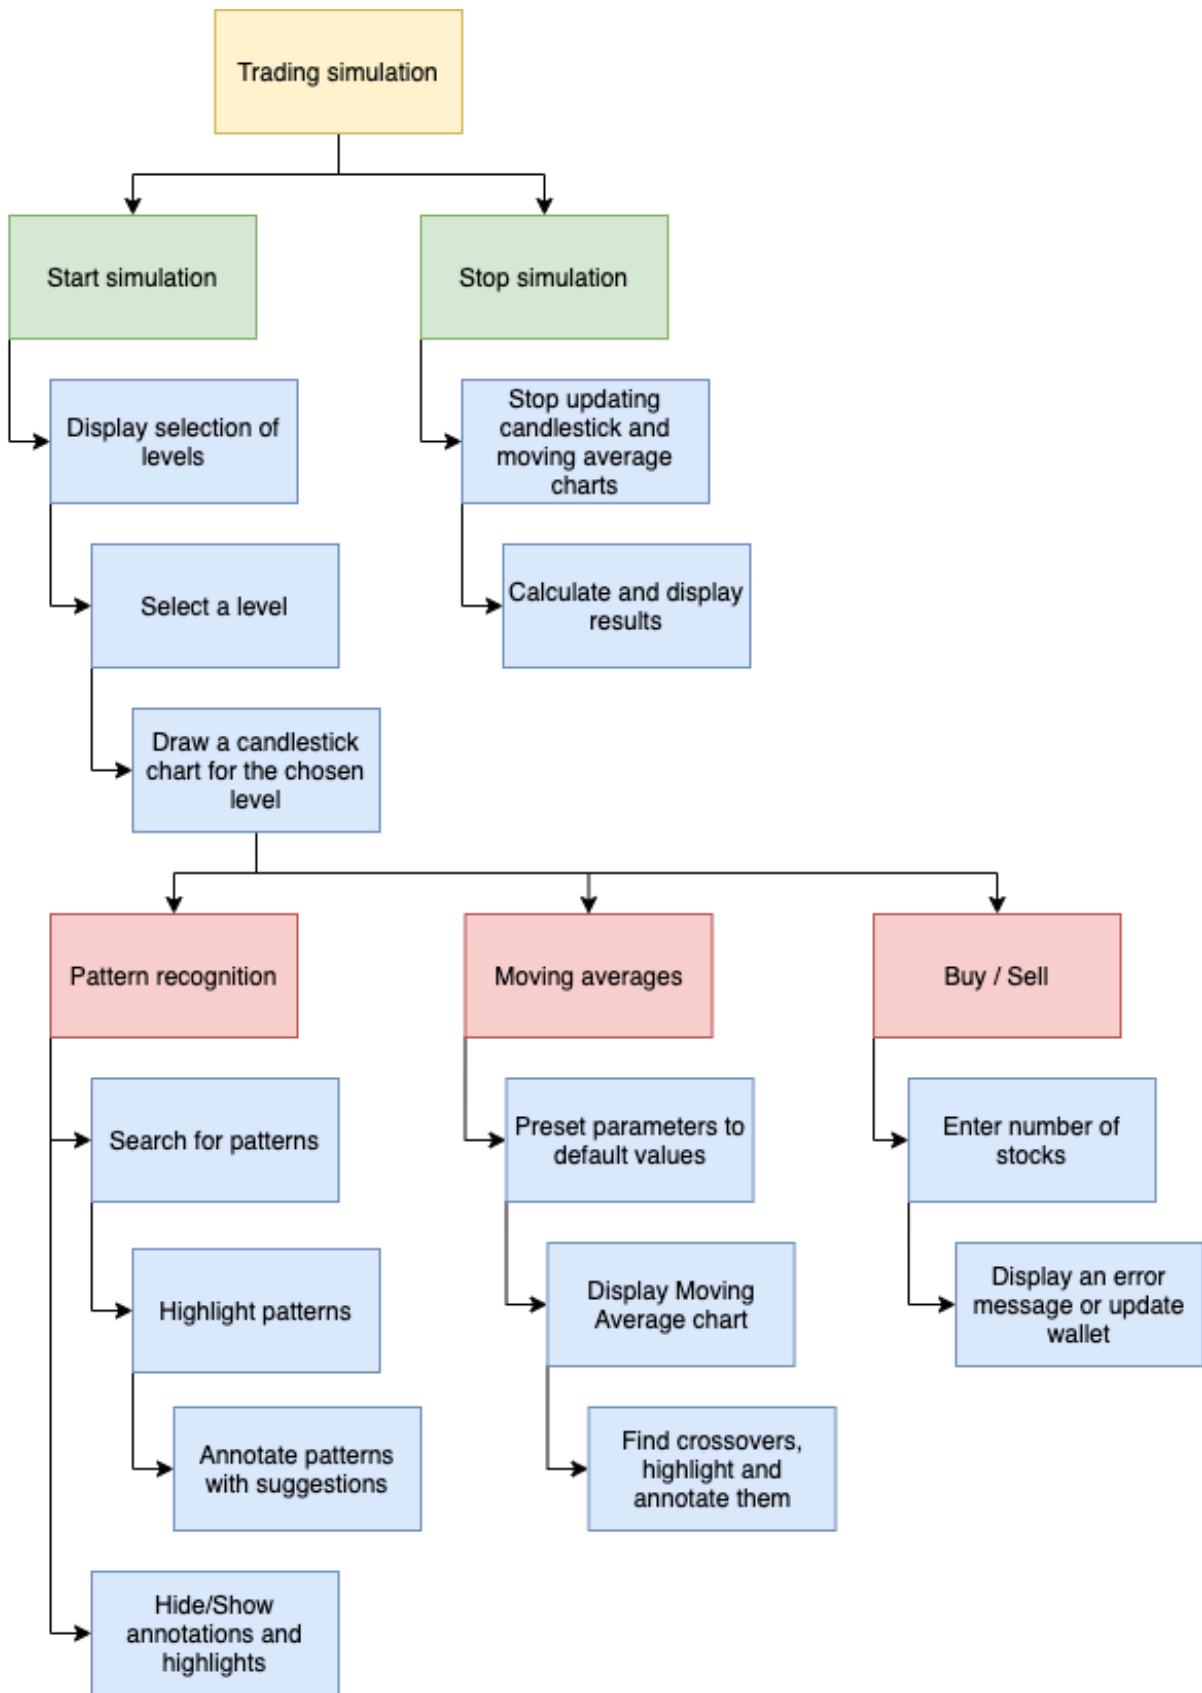 Trading simulation
Start simulation
Stop simulation
Display selection of
levels
Stop updating
candlestick and
moving average
charts
Select a level
Calculate and display
results
Draw a candlestick
chart for the chosen
level
Pattern recognition
Moving averages
Buy / Sell
Search for patterns
Preset parameters to
default values
Enter number of
stocks
Highlight patterns
Display Moving
Average chart
Display an error
message or update
wallet
Annotate patterns
with suggestions
Find crossovers,
highlight and
annotate them
Hide/Show
annotations and
highlights